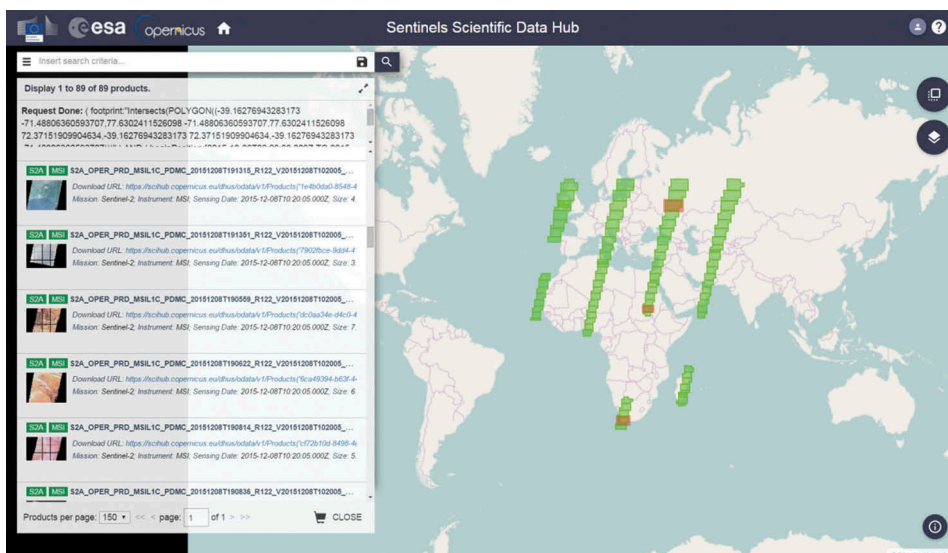 esa opernicus Sentinels Scientific Data Hub
Insert search criteria...
Display 1 to 89 of 89 products.
Request Done: ( footprint:"Intersects(POLYGON((-39.16276943283173
-71.48806360593707,77.6302411526098 -71.48806360593707,77.6302411526098
72.37151909904634,-39.16276943283173 72.37151909904634,-39.16276943283173
S2A MSI S2A_OPER_PRD_MSIL1C_PDMC_20151208T191315_R122_V20151208T102005_...
Download URL: https://scihub.copernicus.eu/dhus/odata/v1/Products('1e4b0da0-8548-4
Mission: Sentinel-2; Instrument: MSI; Sensing Date: 2015-12-08T10:20:05.000Z; Size: 4.
S2A MSI S2A_OPER_PRD_MSIL1C_PDMC_20151208T191351_R122_V20151208T102005_...
Download URL: https://scihub.copernicus.eu/dhus/odata/v1/Products('7902fbce-9dd4-4
Mission: Sentinel-2; Instrument: MSI; Sensing Date: 2015-12-08T10:20:05.000Z; Size: 3.
S2A MSI S2A_OPER_PRD_MSIL1C_PDMC_20151208T190559_R122_V20151208T102005_...
Download URL: https://scihub.copernicus.eu/dhus/odata/v1/Products('dc0aa34e-d4c0-4
Mission: Sentinel-2; Instrument: MSI; Sensing Date: 2015-12-08T10:20:05.000Z; Size: 7.
S2A MSI S2A_OPER_PRD_MSIL1C_PDMC_20151208T190622_R122_V20151208T102005_...
Download URL: https://scihub.copernicus.eu/dhus/odata/v1/Products('6ca49394-b63f-4
Mission: Sentinel-2; Instrument: MSI; Sensing Date: 2015-12-08T10:20:05.000Z; Size: 6
S2A MSI S2A_OPER_PRD_MSIL1C_PDMC_20151208T190814_R122_V20151208T102005_...
Download URL: https://scihub.copernicus.eu/dhus/odata/v1/Products('cf72b10d-8498-4
Mission: Sentinel-2; Instrument: MSI; Sensing Date: 2015-12-08T10:20:05.000Z; Size: 5.
S2A MSI S2A_OPER_PRD_MSIL1C_PDMC_20151208T190836_R122_V20151208T102005_...
Products per page: 150 << < page: 1 of 1 > >> CLOSE